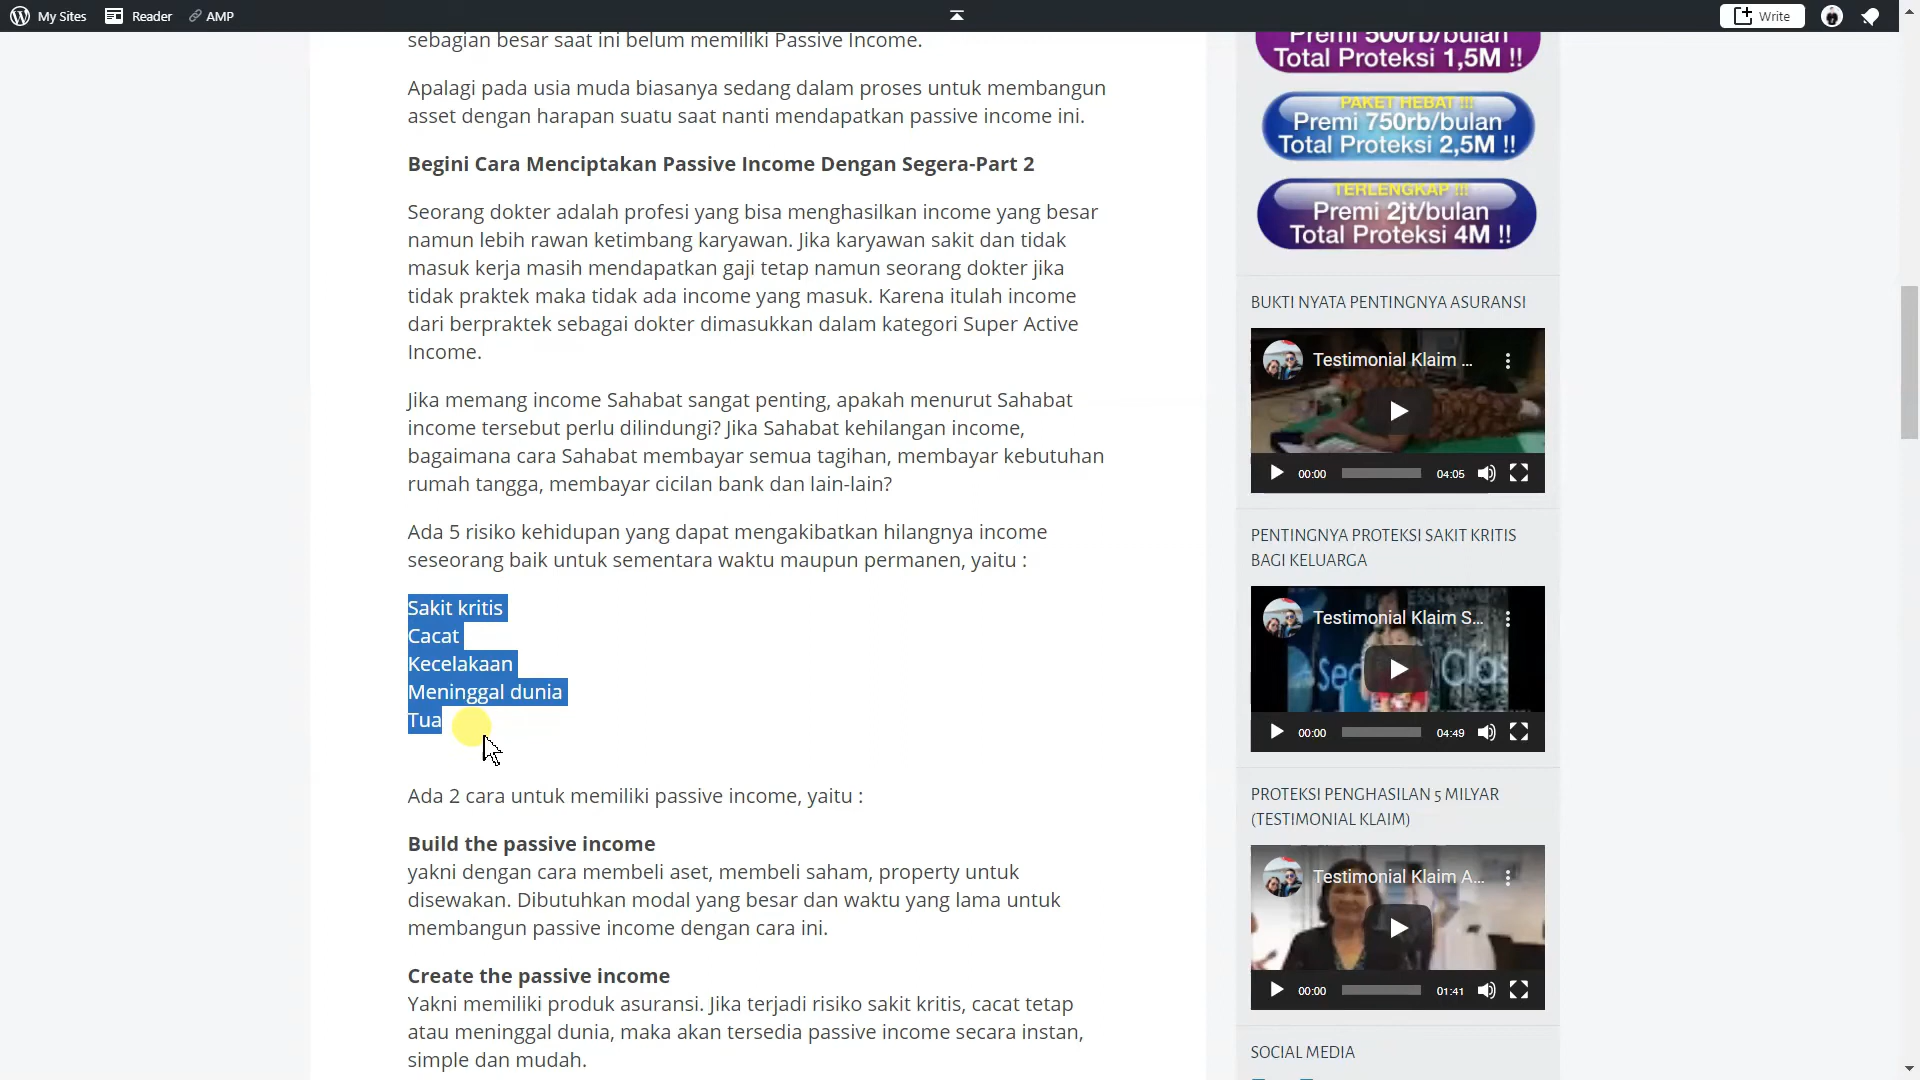 My Sites
Reader
AMP
Write
sebagian besar saat ini belum memiliki Passive Income.
Apalagi pada usia muda biasanya sedang dalam proses untuk membangun
asset dengan harapan suatu saat nanti mendapatkan passive income ini.
Begini Cara Menciptakan Passive Income Dengan Segera-Part 2
Seorang dokter adalah profesi yang bisa menghasilkan income yang besar
namun lebih rawan ketimbang karyawan. Jika karyawan sakit dan tidak
masuk kerja masih mendapatkan gaji tetap namun seorang dokter jika
tidak praktek maka tidak ada income yang masuk. Karena itulah income
dari berpraktek sebagai dokter dimasukkan dalam kategori Super Active
Income.
Jika memang income Sahabat sangat penting, apakah menurut Sahabat
income tersebut perlu dilindungi? Jika Sahabat kehilangan income,
bagaimana cara Sahabat membayar semua tagihan, membayar kebutuhan
rumah tangga, membayar cicilan bank dan lain-lain?
Ada 5 risiko kehidupan yang dapat mengakibatkan hilangnya income
seseorang baik untuk sementara waktu maupun permanen, yaitu :
Sakit kritis
Cacat
Kecelakaan
Meninggal dunia
Tua
Ada 2 cara untuk memiliki passive income, yaitu :
Build the passive income
yakni dengan cara membeli aset, membeli saham, property untuk
disewakan. Dibutuhkan modal yang besar dan waktu yang lama untuk
membangun passive income dengan cara ini.
Create the passive income
Yakni memiliki produk asuransi. Jika terjadi risiko sakit kritis, cacat tetap
atau meninggal dunia, maka akan tersedia passive income secara instan,
simple dan mudah.
Premi 500rb/bulan
Total Proteksi 1,5M !!
PAKET HEBAT !!!
Premi 750rb/bulan
Total Proteksi 2,5M !!
TERLENGKAP !!!
Premi 2jt/bulan
Total Proteksi 4M !!
BUKTI NYATA PENTINGNYA ASURANSI
Testimonial Klaim ...
00:00
04:05
PENTINGNYA PROTEKSI SAKIT KRITIS
BAGI KELUARGA
Testimonial Klaim S...
00:00
04:49
PROTEKSI PENGHASILAN 5 MILYAR
(TESTIMONIAL KLAIM)
Testimonial Klaim A...
00:00
01:41
SOCIAL MEDIA